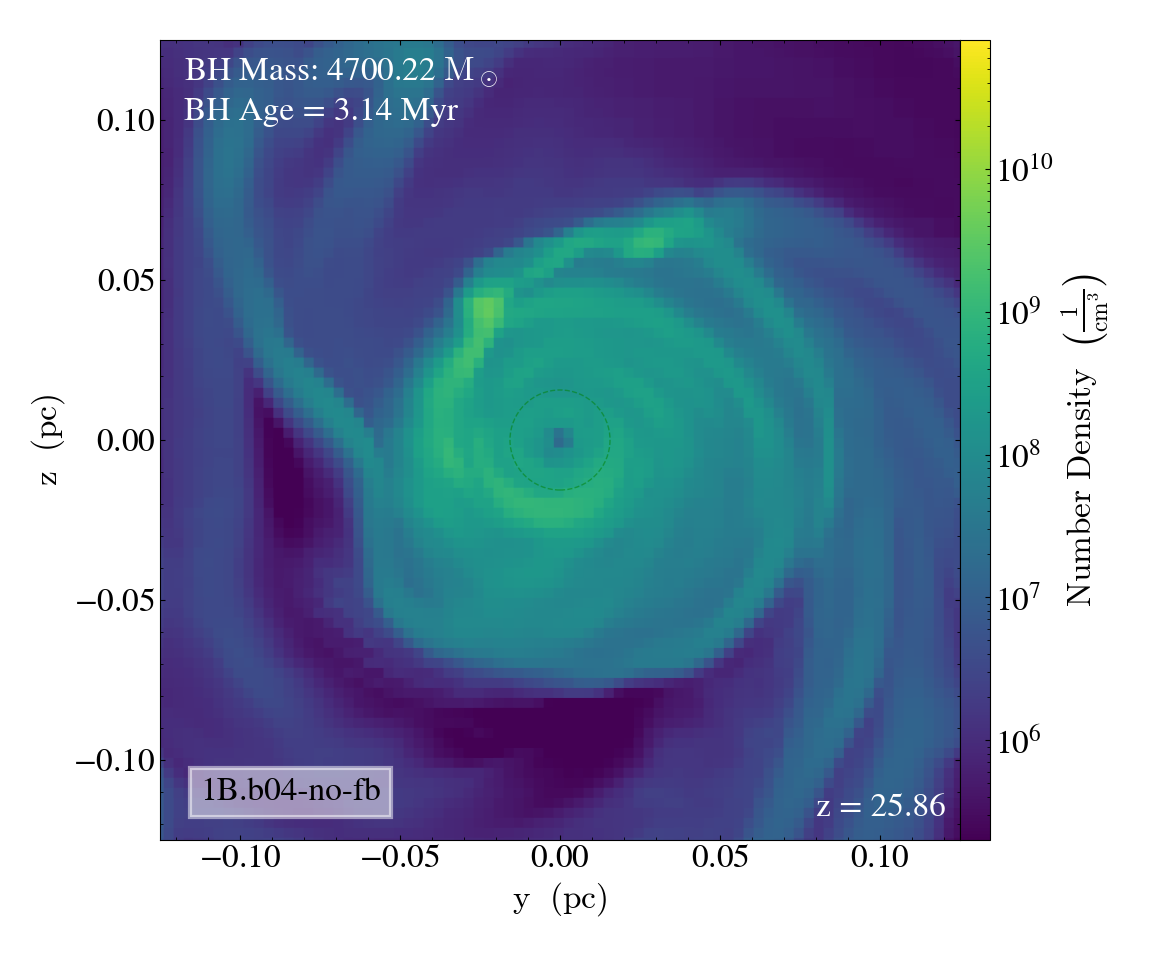 BH Mass: 4700.22 M⊙
BH Age = 3.14 Myr
0.10
0.05
0.00
−0.05
−0.10
z (pc)
1B.b04-no-fb
z = 25.86
−0.10 −0.05 0.00 0.05 0.10
y (pc)
10^10
10^9
10^8
10^7
10^6
Number Density (1/cm^3)